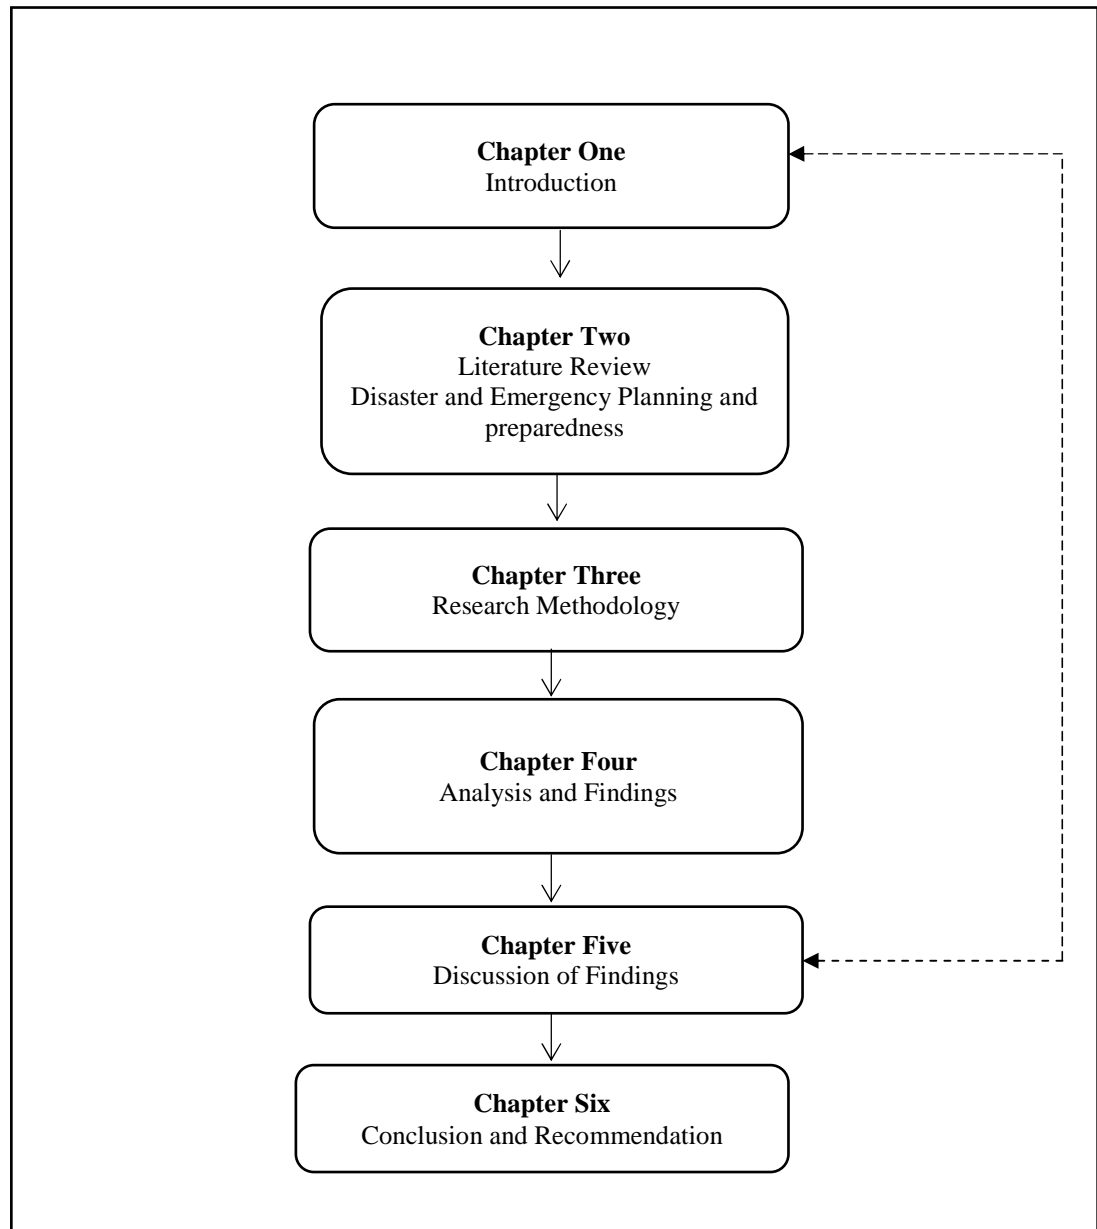 Chapter One
Introduction
Chapter Two
Literature Review
Disaster and Emergency Planning and
preparedness
Chapter Three
Research Methodology
Chapter Four
Analysis and Findings
Chapter Five
Discussion of Findings
Chapter Six
Conclusion and Recommendation